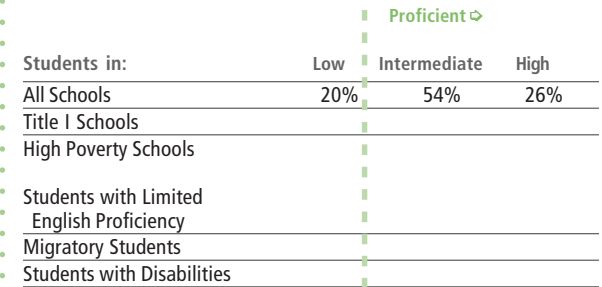 Proficient ➭
Students in: Low Intermediate High
All Schools 20% 54% 26%
Title I Schools
High Poverty Schools
Students with Limited
English Proficiency
Migratory Students
Students with Disabilities